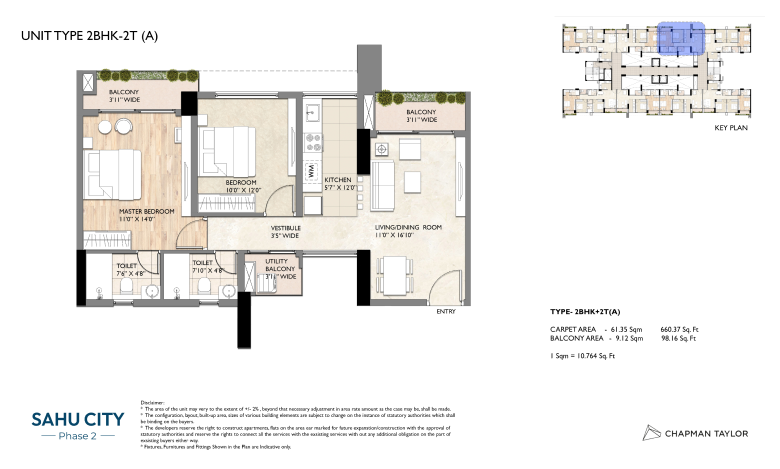 UNIT TYPE 2BHK-2T (A)
KEY PLAN
BALCONY
3'11" WIDE
BALCONY
3'11" WIDE
BEDROOM
10'0" X 12'0"
WM
KITCHEN
5'7" X 12'0"
MASTER BEDROOM
11'0" X 14'0"
VESTIBULE
3'5" WIDE
LIVING/DINING ROOM
11'0" X 16'10"
TOILET
7'6" X 4'8"
TOILET
7'10" X 4'8"
UTILITY
BALCONY
3'11" WIDE
ENTRY
TYPE- 2BHK+2T(A)
CARPET AREA - 61.35 Sqm 660.37 Sq. Ft
BALCONY AREA - 9.12 Sqm 98.16 Sq. Ft
1 Sqm = 10.764 Sq. Ft
SAHU CITY
Phase 2
Disclaimer:
* The area of the unit may very to the extent of +/- 2% , beyond that necessary adjustment in area rate amount as the case may be, shall be made.
* The configuration, layout, built-up area, sizes of various building elements are subject to change on the instance of statutory authorities which shall
be binding on the buyers.
* The developers reserve the right to construct apartments, flats on the area ear marked for future expantation/construction with the approval of
statutory authorities and reserve the rights to connect all the services with the existing services with out any additional obligation on the part of
exsisting buyers either way.
* Fixtures, Furnitures and Fittings Shown in the Plan are Indicative only.
CHAPMAN TAYLOR